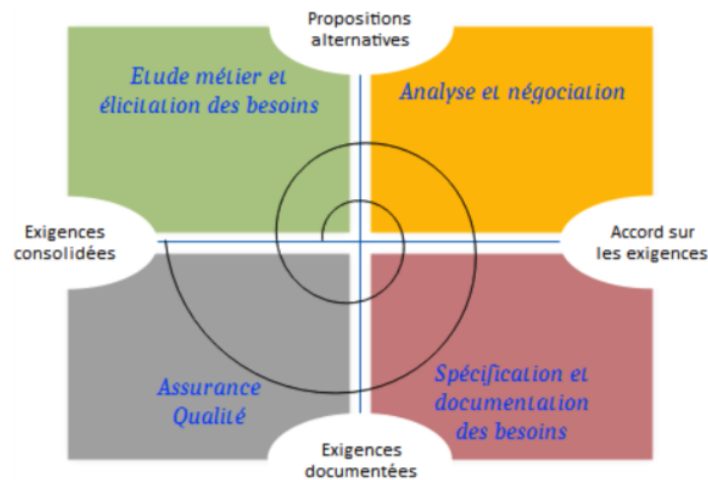 Propositions
alternatives
Etude métier et
élicitation des besoins
Analyse et négociation
Exigences
consolidées
Accord sur
les exigences
Assurance
Qualité
Spécification et
documentation
des besoins
Exigences
documentées